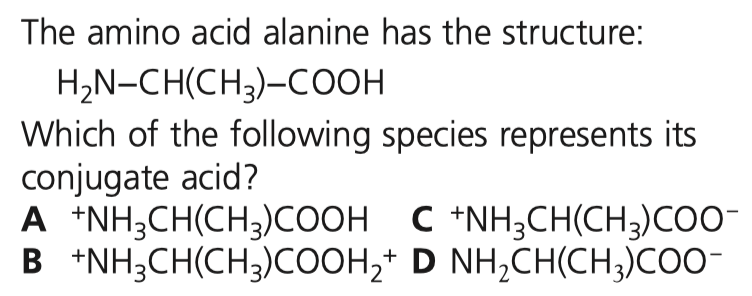 The amino acid alanine has the structure:
H₂N–CH(CH₃)–COOH
Which of the following species represents its
conjugate acid?
A ⁺NH₃CH(CH₃)COOH C ⁺NH₃CH(CH₃)COO⁻
B ⁺NH₃CH(CH₃)COOH₂⁺ D NH₂CH(CH₃)COO⁻